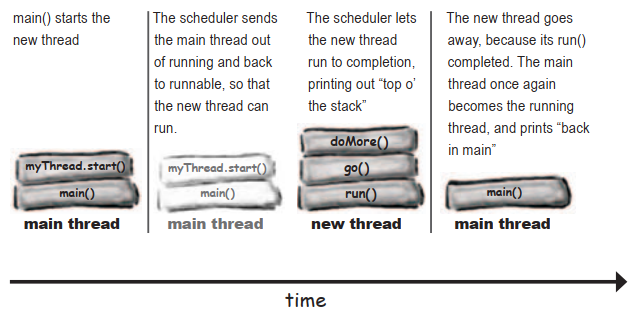 main() starts the
new thread
The scheduler sends
the main thread out
of running and back
to runnable, so that
the new thread can
run.
The scheduler lets
the new thread
run to completion,
printing out “top o’
the stack”
The new thread goes
away, because its run()
completed. The main
thread once again
becomes the running
thread, and prints “back
in main”
myThread.start()
main()
main thread
myThread.start()
main()
main thread
doMore()
go()
run()
new thread
main()
main thread
time